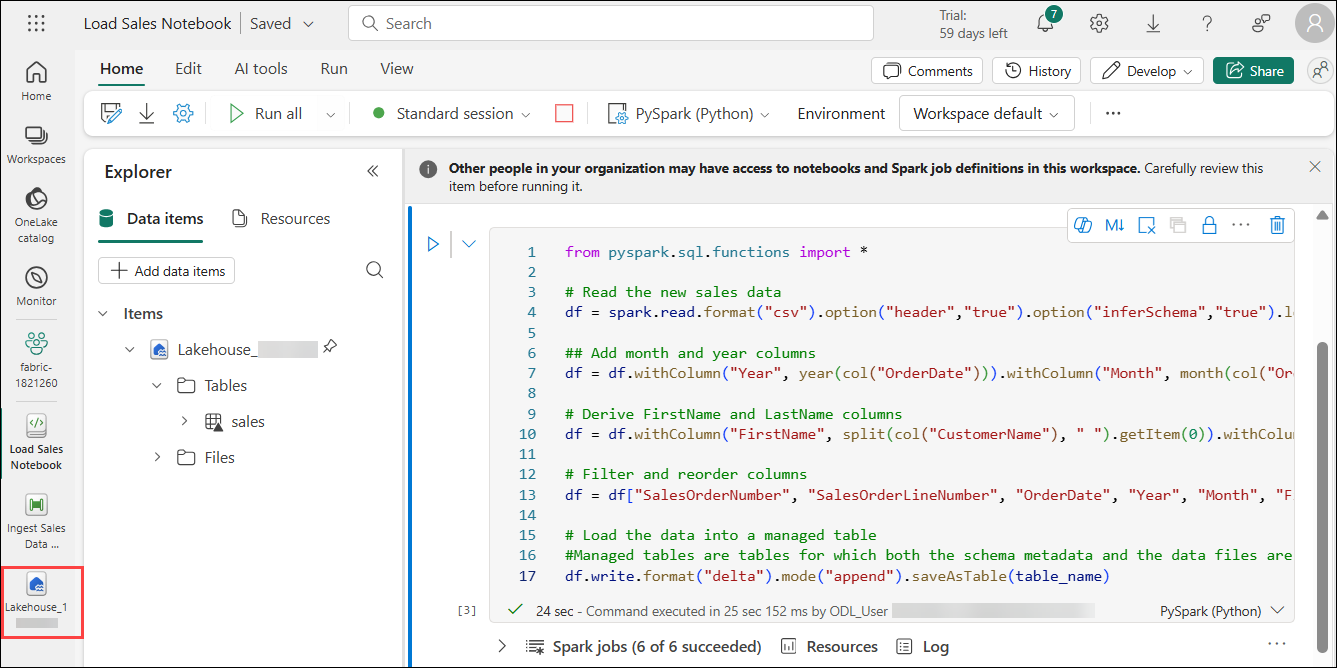 Load Sales Notebook
Saved
Search
Trial:
59 days left
7
Home
Edit
AI tools
Run
View
Comments
History
Develop
Share
Run all
Standard session
PySpark (Python)
Environment
Workspace default
Home
Workspaces
OneLake
catalog
Monitor
fabric-
1821260
Load Sales
Notebook
Ingest Sales
Data ...
Lakehouse_1
Explorer
Data items
Resources
Add data items
Items
Lakehouse_
Tables
sales
Files
Other people in your organization may have access to notebooks and Spark job definitions in this workspace. Carefully review this
item before running it.
M↓
1 from pyspark.sql.functions import *
2
3 # Read the new sales data
4 df = spark.read.format("csv").option("header","true").option("inferSchema","true").l
5
6 ## Add month and year columns
7 df = df.withColumn("Year", year(col("OrderDate"))).withColumn("Month", month(col("Or
8
9 # Derive FirstName and LastName columns
10 df = df.withColumn("FirstName", split(col("CustomerName"), " ").getItem(0)).withColu
11
12 # Filter and reorder columns
13 df = df["SalesOrderNumber", "SalesOrderLineNumber", "OrderDate", "Year", "Month", "F
14
15 # Load the data into a managed table
16 #Managed tables are tables for which both the schema metadata and the data files are
17 df.write.format("delta").mode("append").saveAsTable(table_name)
[3]
24 sec - Command executed in 25 sec 152 ms by ODL_User
PySpark (Python)
Spark jobs (6 of 6 succeeded)
Resources
Log